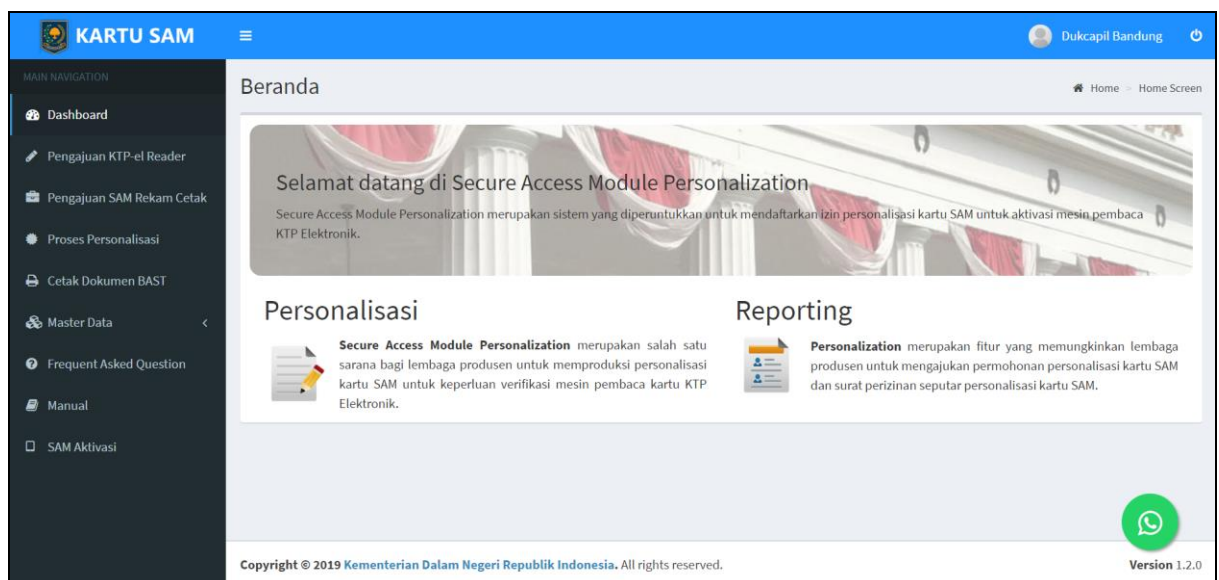 KARTU SAM
Dukcapil Bandung
MAIN NAVIGATION
Dashboard
Pengajuan KTP-el Reader
Pengajuan SAM Rekam Cetak
Proses Personalisasi
Cetak Dokumen BAST
Master Data
Frequent Asked Question
Manual
SAM Aktivasi
Beranda
Home > Home Screen
Selamat datang di Secure Access Module Personalization
Secure Access Module Personalization merupakan sistem yang diperuntukkan untuk mendaftarkan izin personalisasi kartu SAM untuk aktivasi mesin pembaca
KTP Elektronik.
Personalisasi
Secure Access Module Personalization merupakan salah satu
sarana bagi lembaga produsen untuk memproduksi personalisasi
kartu SAM untuk keperluan verifikasi mesin pembaca kartu KTP
Elektronik.
Reporting
Personalization merupakan fitur yang memungkinkan lembaga
produsen untuk mengajukan permohonan personalisasi kartu SAM
dan surat perizinan seputar personalisasi kartu SAM.
Copyright © 2019 Kementerian Dalam Negeri Republik Indonesia. All rights reserved.
Version 1.2.0